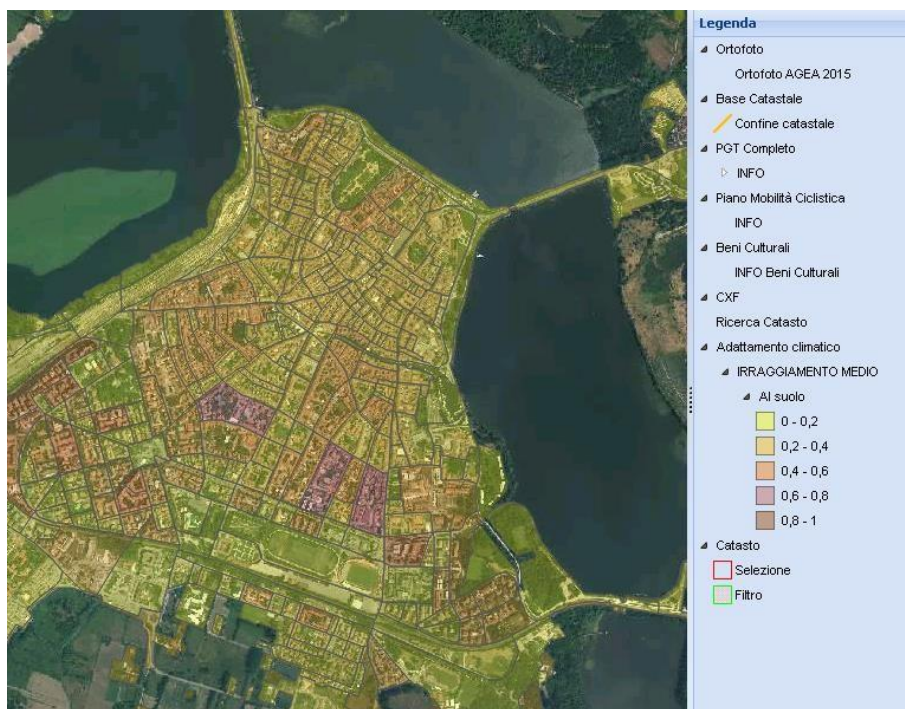 Legenda
Ortofoto
Ortofoto AGEA 2015
Base Catastale
Confine catastale
PGT Completo
INFO
Piano Mobilità Ciclistica
INFO
Beni Culturali
INFO Beni Culturali
CXF
Ricerca Catasto
Adattamento climatico
IRRAGGIAMENTO MEDIO
Al suolo
0 - 0,2
0,2 - 0,4
0,4 - 0,6
0,6 - 0,8
0,8 - 1
Catasto
Selezione
Filtro